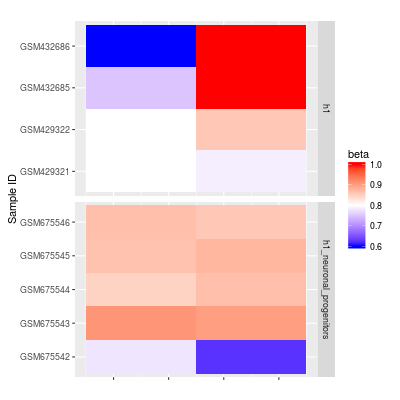 GSM432686
GSM432685
GSM429322
GSM429321
h1
GSM675546
GSM675545
GSM675544
GSM675543
GSM675542
h1_neuronal_progenitors
Sample ID
beta
1.0
0.9
0.8
0.7
0.6